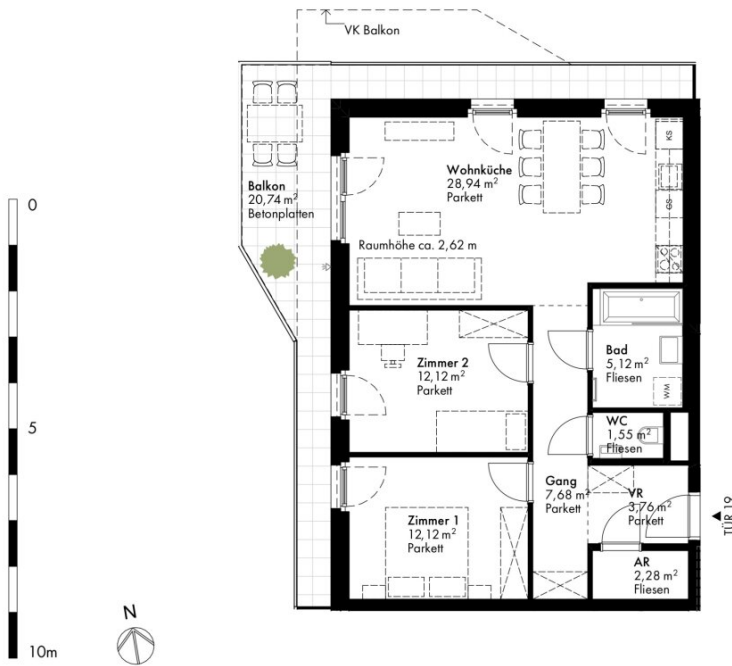 VK Balkon
Wohnküche
28,94 m²
Parkett
KS
GS
Balkon
20,74 m²
Betonplatten
Raumhöhe ca. 2,62 m
0
5
10m
Zimmer 2
12,12 m²
Parkett
Bad
5,12 m²
Fliesen
WM
WC
1,55 m²
Fliesen
Gang
7,68 m²
Parkett
VR
3,76 m²
Parkett
TÜR 19
Zimmer 1
12,12 m²
Parkett
AR
2,28 m²
Fliesen
N